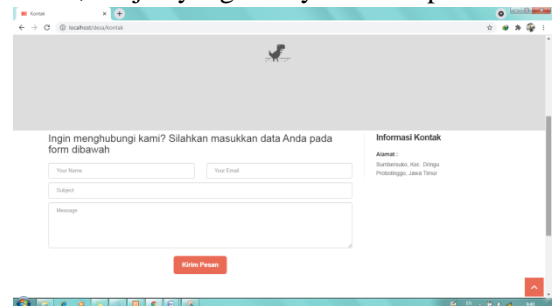 Kontak
localhost/desa/kontak
Ingin menghubungi kami? Silahkan masukkan data Anda pada
form dibawah
Your Name
Your Email
Subject
Message
Kirim Pesan
Informasi Kontak
Alamat :
Sumbersuko, Kec. Dringu
Probolinggo, Jawa Timur